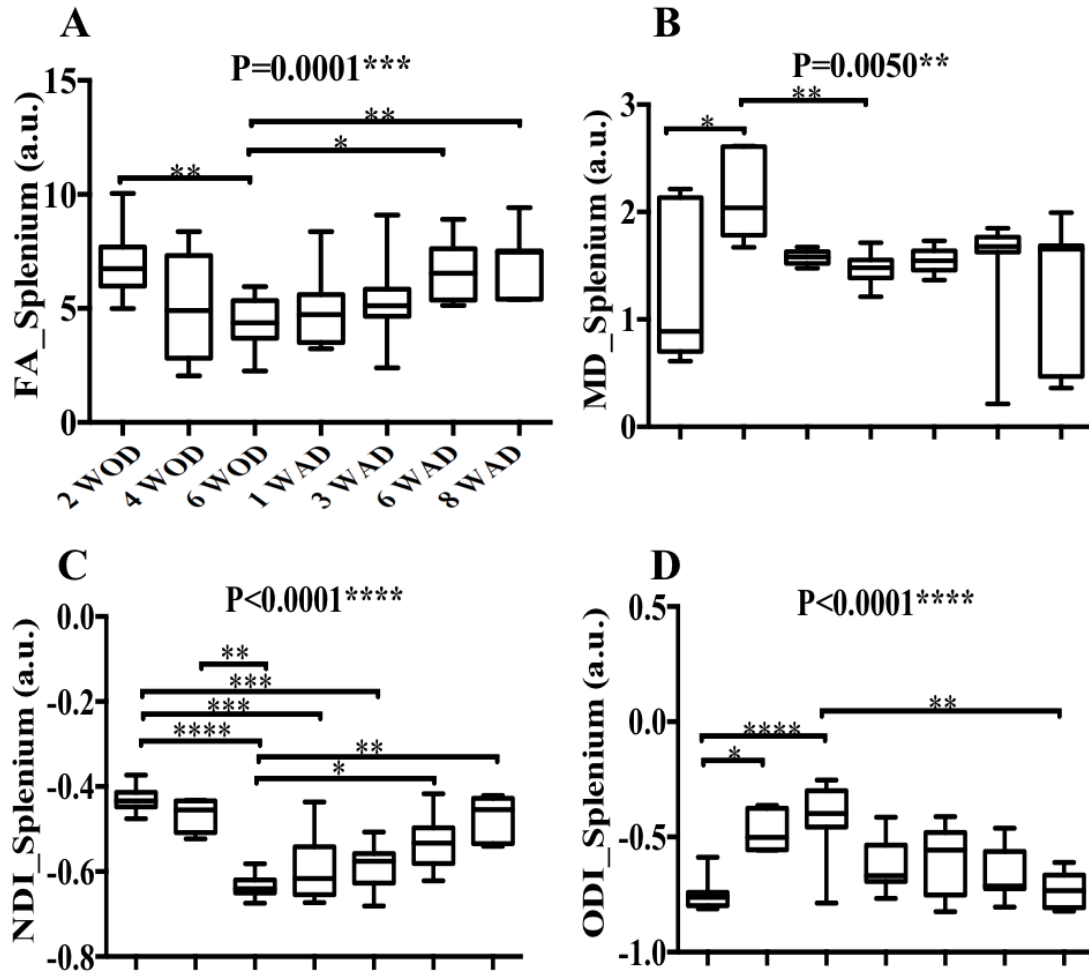 A
P=0.0001***
FA_Splenium (a.u.)
15
10
5
0
**
*
**
2 WOD
4 WOD
6 WOD
1 WAD
3 WAD
6 WAD
8 WAD
B
P=0.0050**
MD_Splenium (a.u.)
3
2
1
0
**
*
C
P<0.0001****
NDI_Splenium (a.u.)
0.0
-0.2
-0.4
-0.6
-0.8
**
***
***
****
**
*
D
P<0.0001****
ODI_Splenium (a.u.)
0.5
0.0
-0.5
-1.0
**
****
*